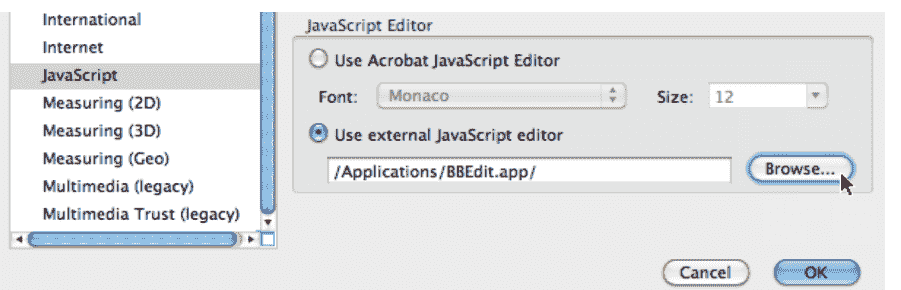 International
Internet
JavaScript
Measuring (2D)
Measuring (3D)
Measuring (Geo)
Multimedia (legacy)
Multimedia Trust (legacy)
JavaScript Editor
Use Acrobat JavaScript Editor
Font: Monaco Size: 12
Use external JavaScript editor
/Applications/BBEdit.app/ Browse...
Cancel OK